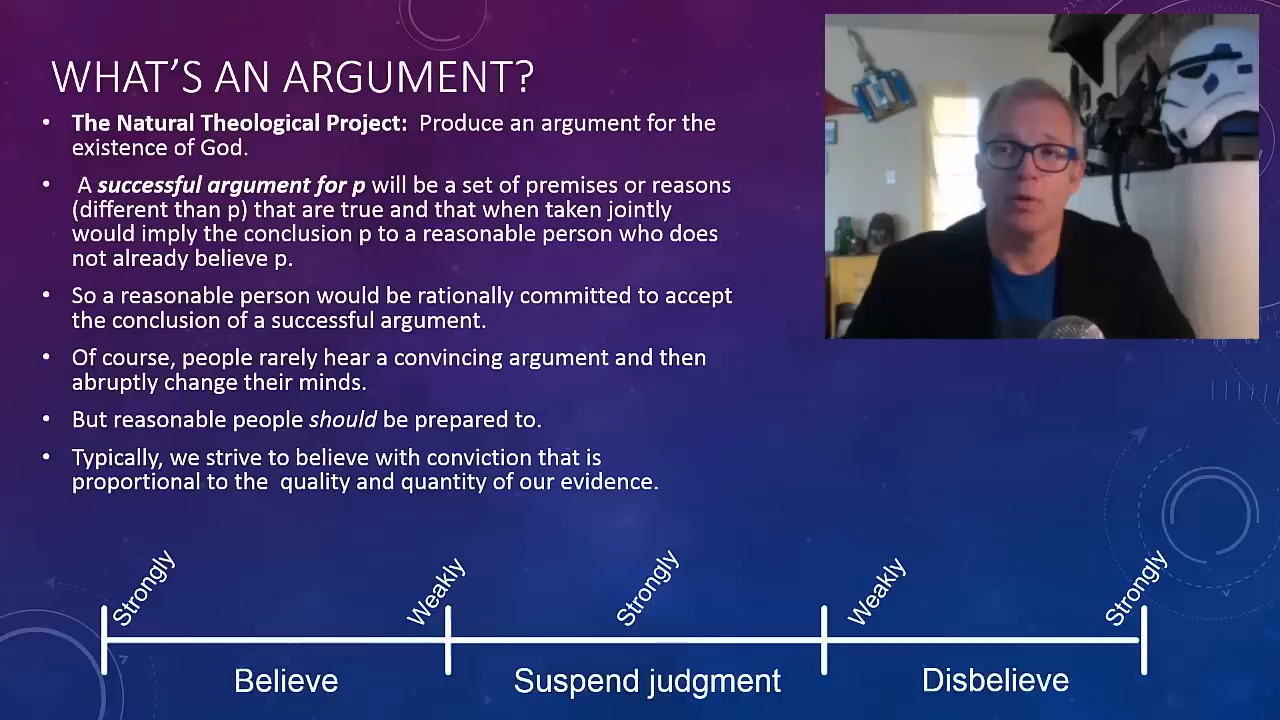 WHAT'S AN ARGUMENT?
• The Natural Theological Project: Produce an argument for the
existence of God.
• A successful argument for p will be a set of premises or reasons
(different than p) that are true and that when taken jointly
would imply the conclusion p to a reasonable person who does
not already believe p.
• So a reasonable person would be rationally committed to accept
the conclusion of a successful argument.
• Of course, people rarely hear a convincing argument and then
abruptly change their minds.
• But reasonable people should be prepared to.
• Typically, we strive to believe with conviction that is
proportional to the quality and quantity of our evidence.
Strongly
Weakly
Strongly
Weakly
Strongly
Believe
Suspend judgment
Disbelieve